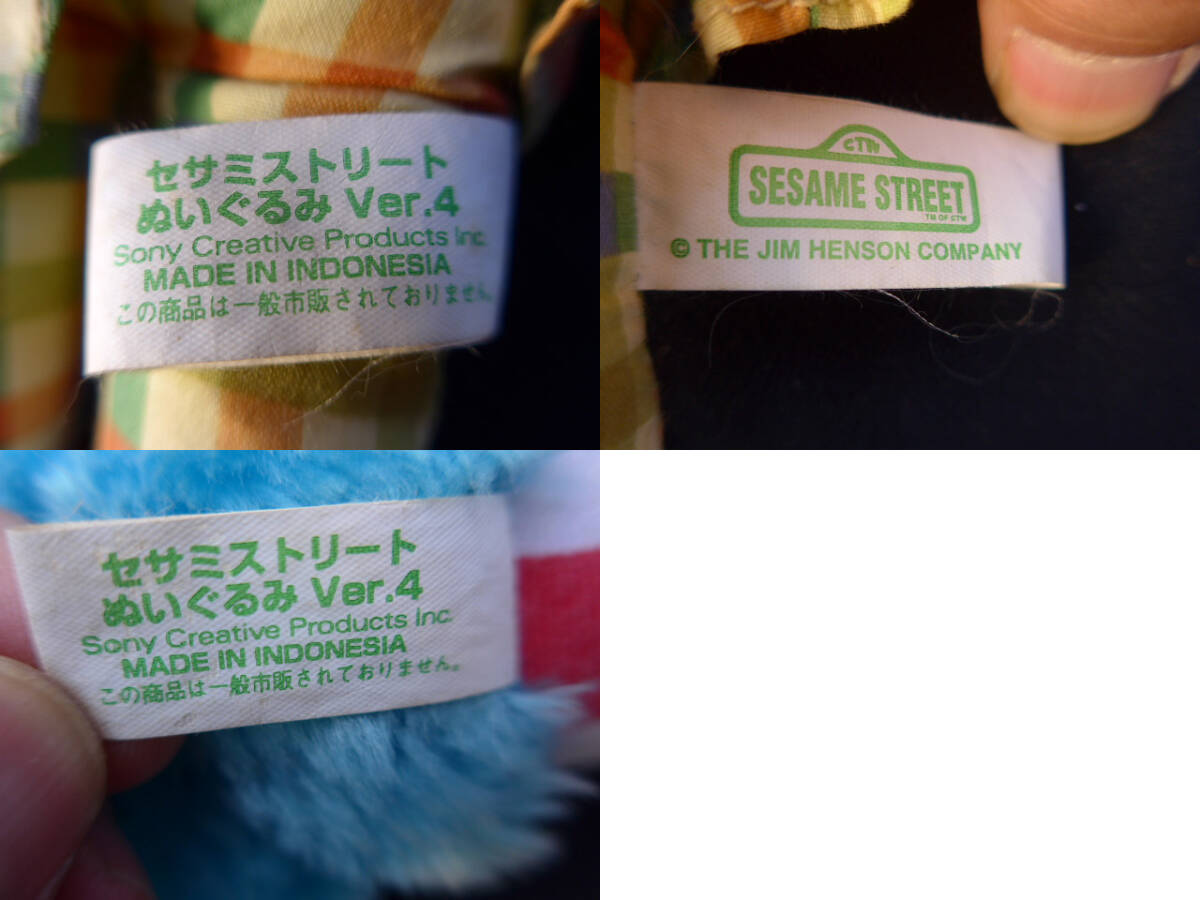 セサミストリート
ぬいぐるみ Ver.4
Sony Creative Products Inc.
MADE IN INDONESIA
この商品は一般市販されておりません。
CTW
SESAME STREET
TM OF CTW
© THE JIM HENSON COMPANY
セサミストリート
ぬいぐるみ Ver.4
Sony Creative Products Inc.
MADE IN INDONESIA
この商品は一般市販されておりません。